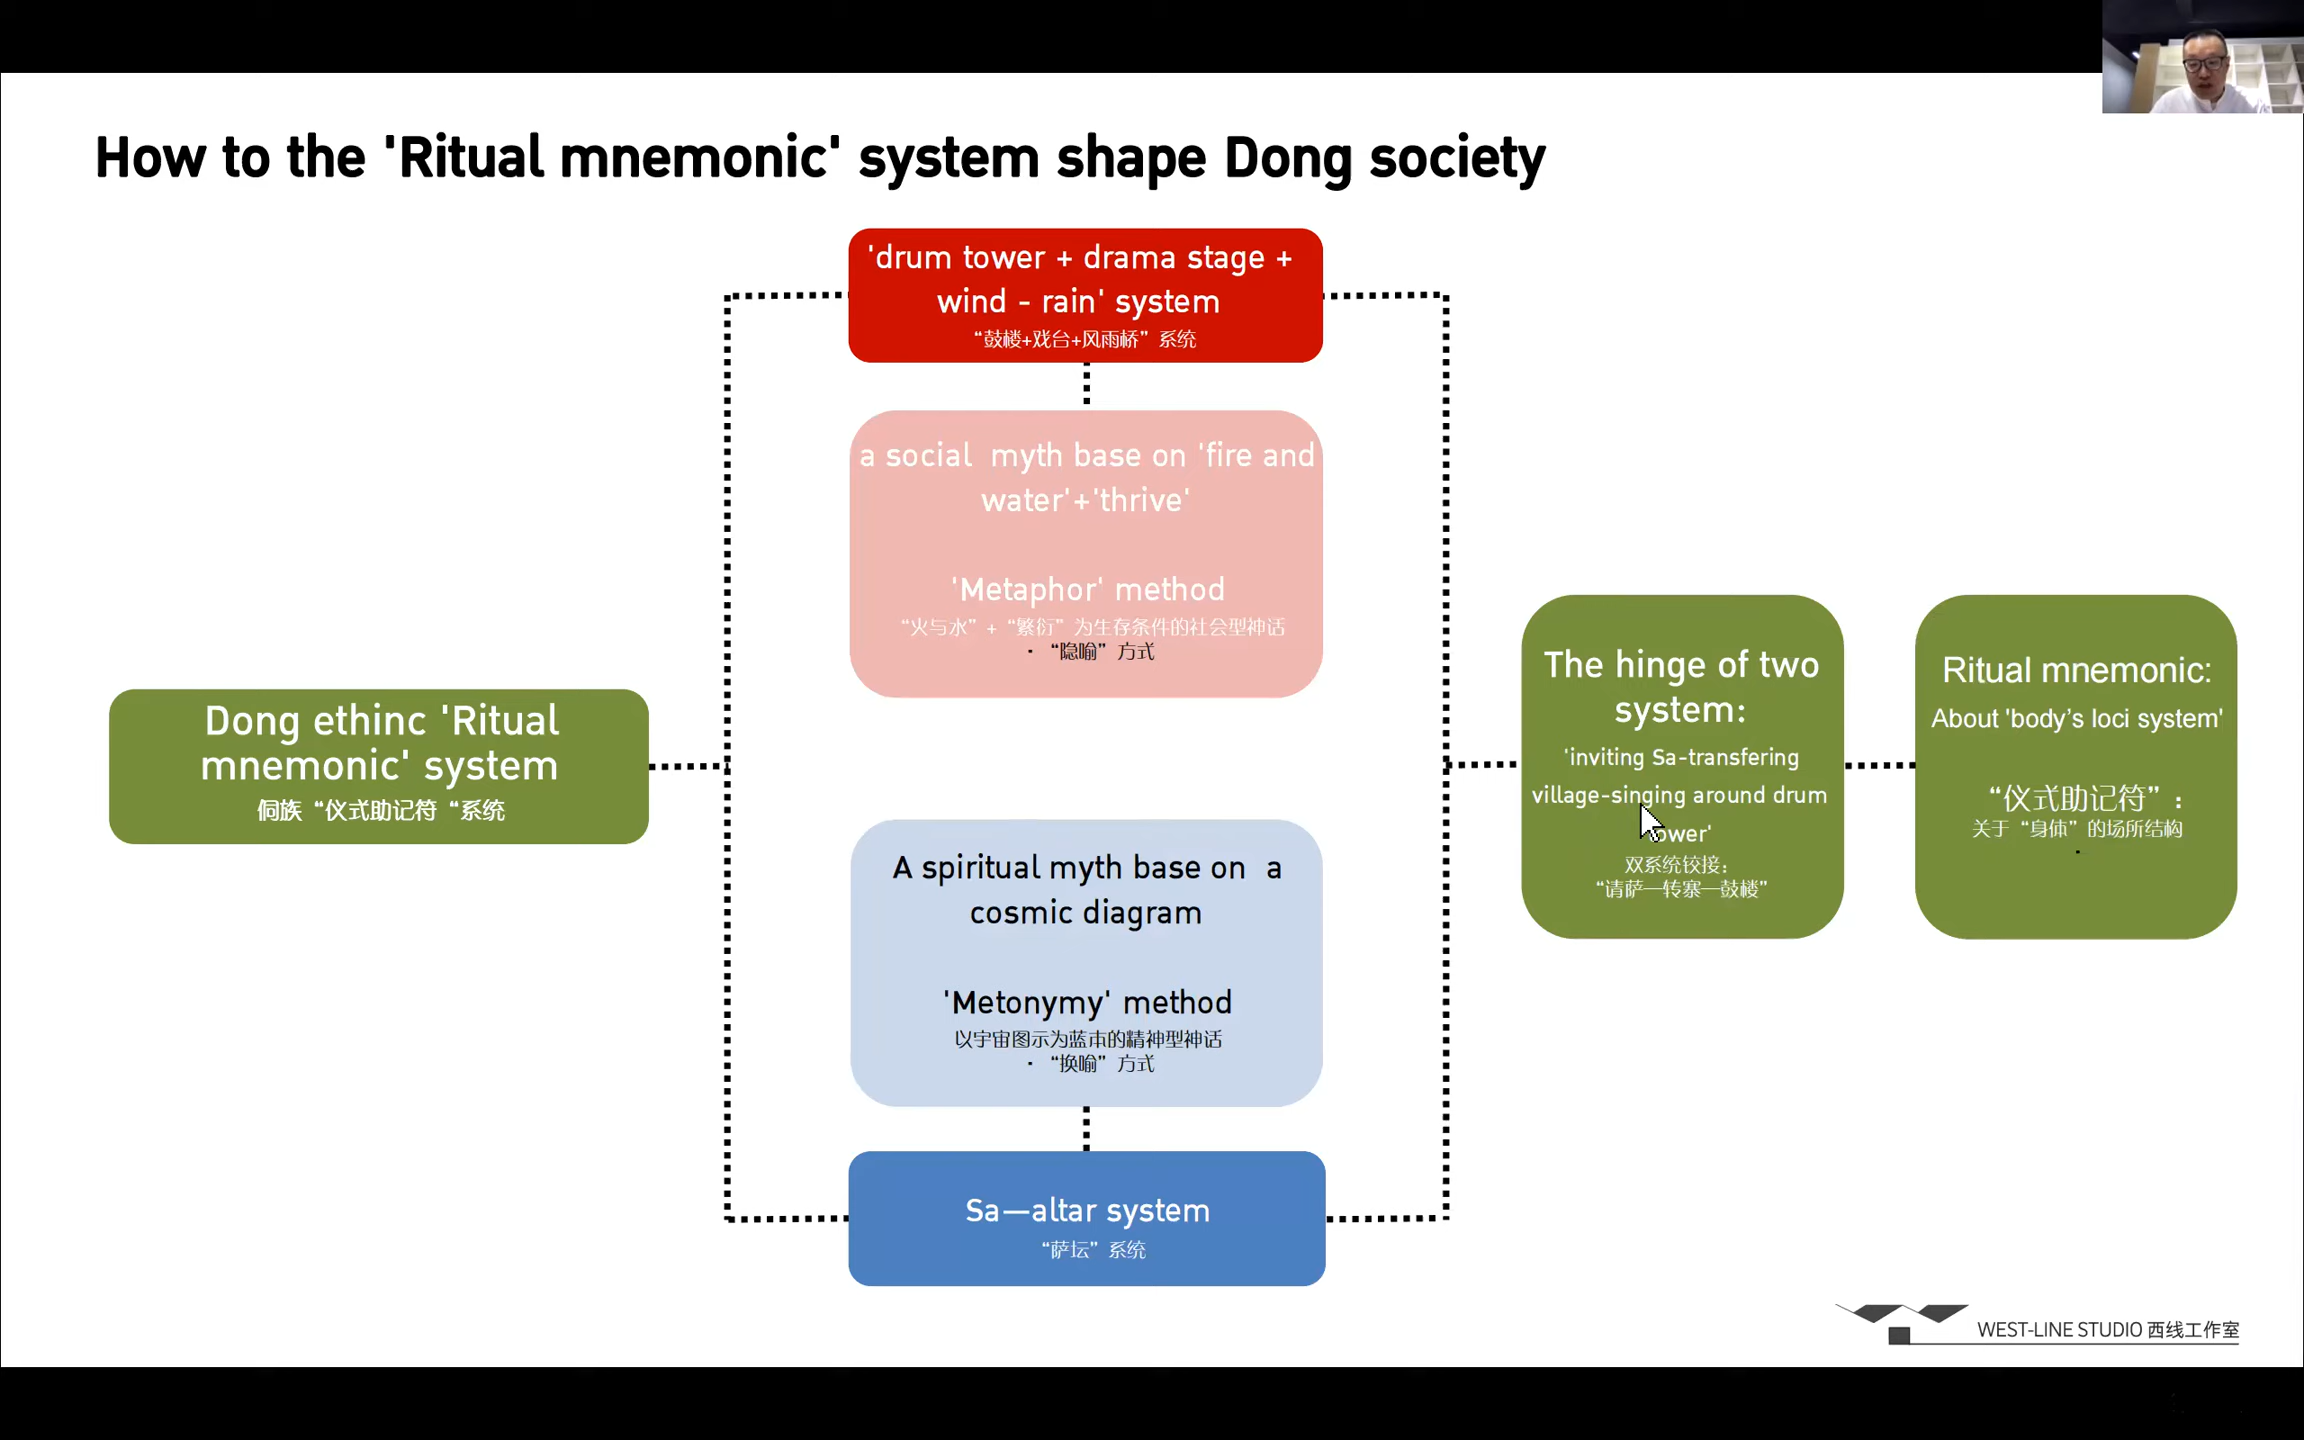 How to the 'Ritual mnemonic' system shape Dong society
'drum tower + drama stage +
wind - rain' system
“鼓楼+戏台+风雨桥”系统
a social  myth base on 'fire and
water'+'thrive'
'Metaphor' method
“火与水”+“繁衍”为生存条件的社会型神话
· “隐喻”方式
Dong ethinc 'Ritual
mnemonic' system
侗族“仪式助记符“系统
A spiritual myth base on  a
cosmic diagram
'Metonymy' method
以宇宙图示为蓝本的精神型神话
· “换喻”方式
Sa—altar system
“萨坛”系统
The hinge of two
system:
'inviting Sa-transfering
village-singing around drum
ower'
双系统铰接：
“请萨—转寨—鼓楼”
Ritual mnemonic:
About 'body’s loci system'
“仪式助记符”：
关于“身体”的场所结构
WEST-LINE STUDIO 西线工作室